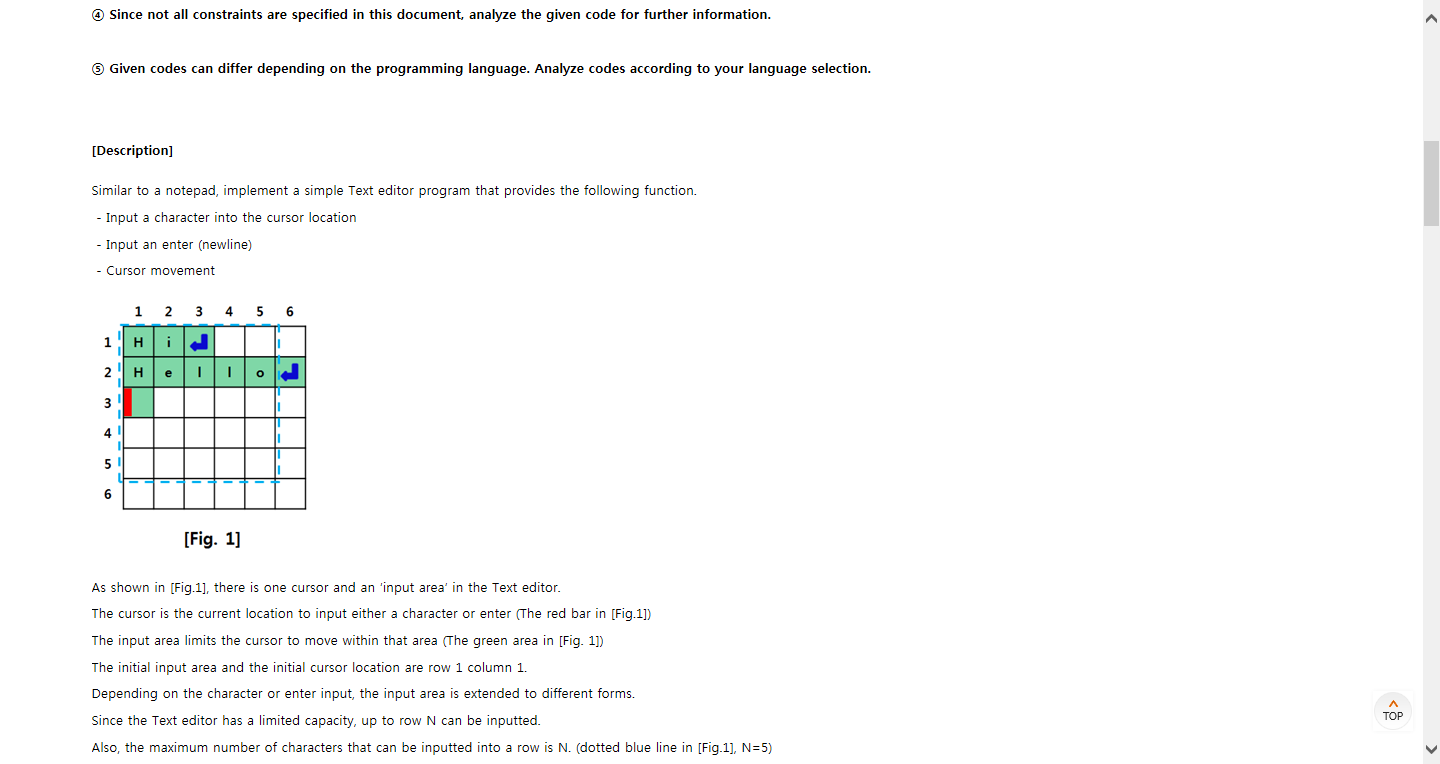 ④ Since not all constraints are specified in this document, analyze the given code for further information.
⑤ Given codes can differ depending on the programming language. Analyze codes according to your language selection.
[Description]
Similar to a notepad, implement a simple Text editor program that provides the following function.
- Input a character into the cursor location
- Input an enter (newline)
- Cursor movement
1 2 3 4 5 6
1 H i
2 H e l l o
3
4
5
6
[Fig. 1]
As shown in [Fig.1], there is one cursor and an 'input area' in the Text editor.
The cursor is the current location to input either a character or enter (The red bar in [Fig.1])
The input area limits the cursor to move within that area (The green area in [Fig. 1])
The initial input area and the initial cursor location are row 1 column 1.
Depending on the character or enter input, the input area is extended to different forms.
Since the Text editor has a limited capacity, up to row N can be inputted.
Also, the maximum number of characters that can be inputted into a row is N. (dotted blue line in [Fig.1], N=5)
TOP